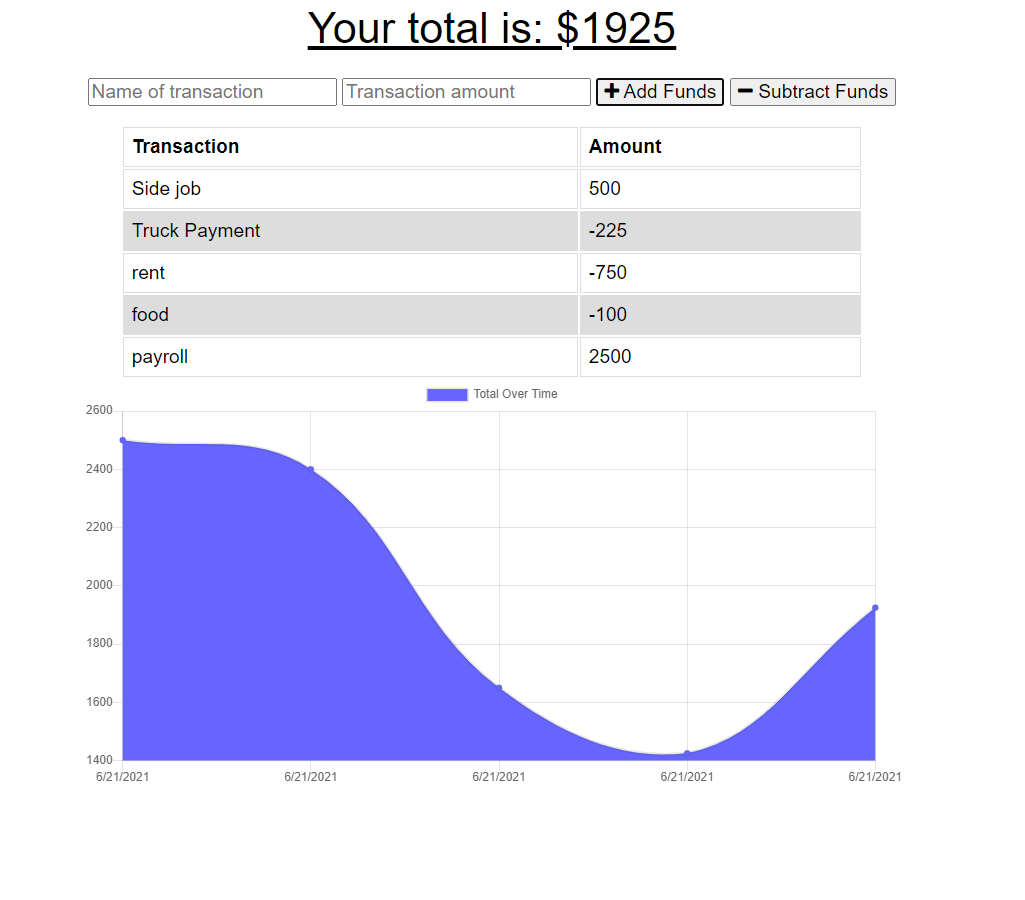 Your total is: $1925
Name of transaction Transaction amount + Add Funds − Subtract Funds
Transaction Amount
Side job 500
Truck Payment -225
rent -750
food -100
payroll 2500
Total Over Time
2600
2400
2200
2000
1800
1600
1400
6/21/2021 6/21/2021 6/21/2021 6/21/2021 6/21/2021